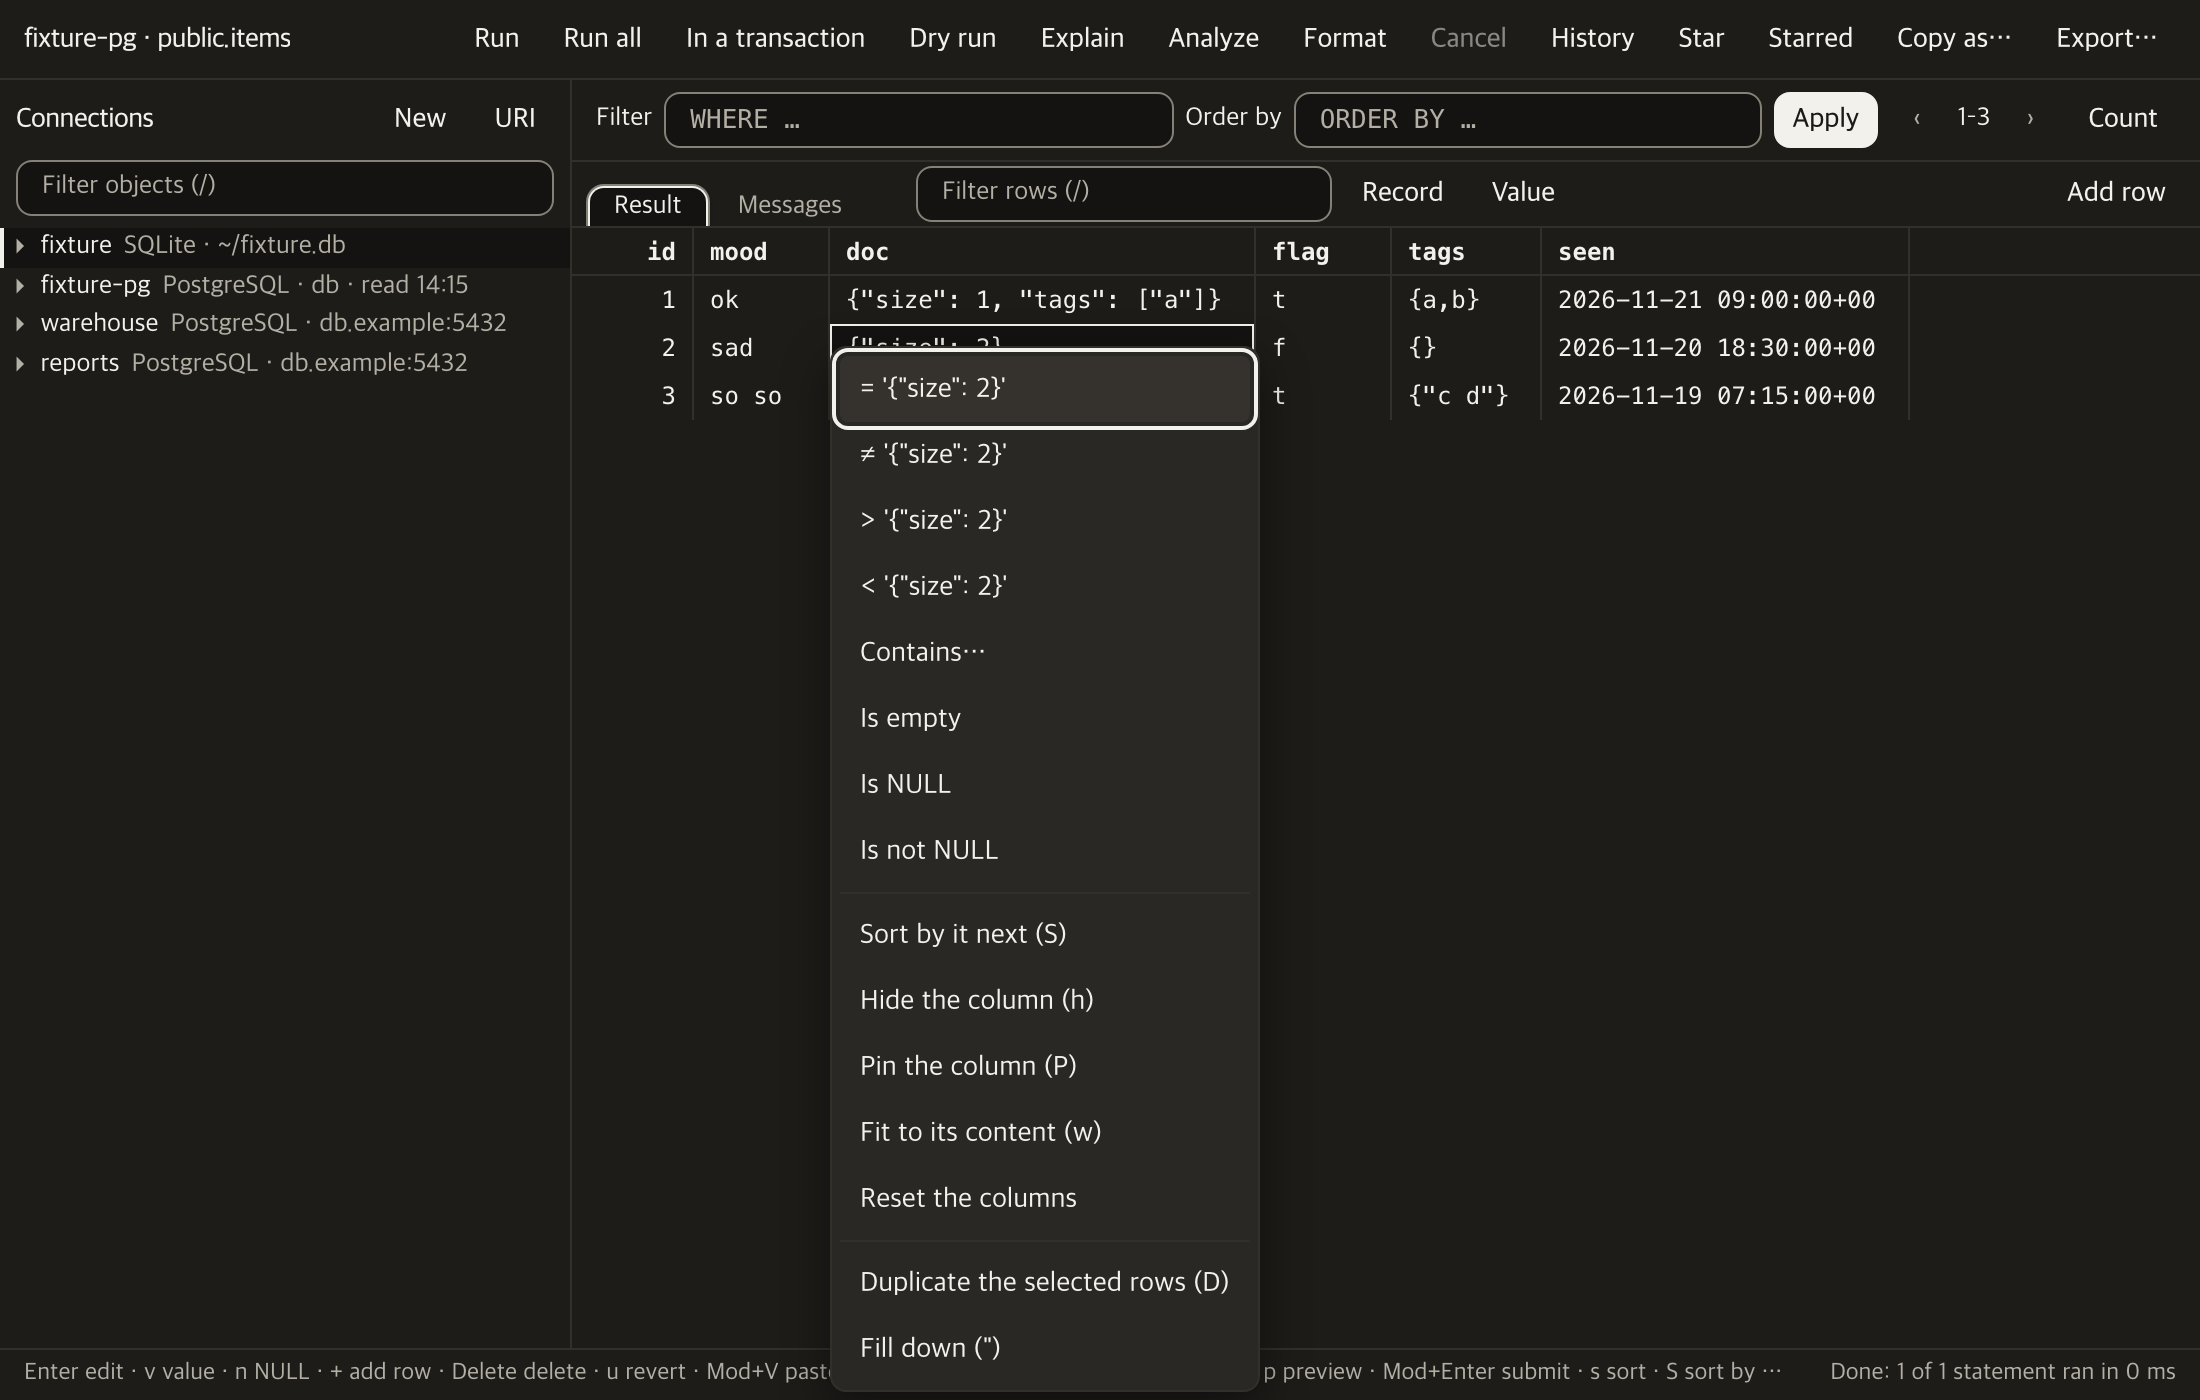 fixture-pg · public.items Run Run all In a transaction Dry run Explain Analyze Format Cancel History Star Starred Copy as… Export…
Connections New URI
Filter WHERE … Order by ORDER BY … Apply ‹ 1-3 › Count
Filter objects (/)
Result Messages Filter rows (/) Record Value Add row
fixture SQLite · ~/fixture.db
fixture-pg PostgreSQL · db · read 14:15
warehouse PostgreSQL · db.example:5432
reports PostgreSQL · db.example:5432
id mood doc flag tags seen
1 ok {"size": 1, "tags": ["a"]} t {a,b} 2026-11-21 09:00:00+00
2 sad {"size": 2} f {} 2026-11-20 18:30:00+00
3 so so t {"c d"} 2026-11-19 07:15:00+00
= '{"size": 2}'
≠ '{"size": 2}'
> '{"size": 2}'
< '{"size": 2}'
Contains…
Is empty
Is NULL
Is not NULL
Sort by it next (S)
Hide the column (h)
Pin the column (P)
Fit to its content (w)
Reset the columns
Duplicate the selected rows (D)
Fill down (")
Enter edit · v value · n NULL · + add row · Delete delete · u revert · Mod+V paste p preview · Mod+Enter submit · s sort · S sort by … Done: 1 of 1 statement ran in 0 ms